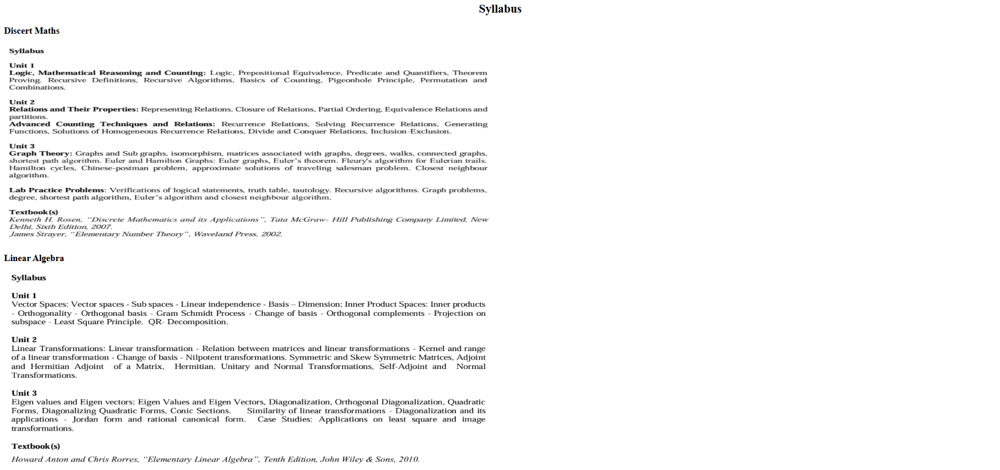 Syllabus
Discert Maths
Syllabus
Unit 1
Logic, Mathematical Reasoning and Counting: Logic, Prepositional Equivalence, Predicate and Quantifiers, Theorem
Proving. Recursive Definitions, Recursive Algorithms, Basics of Counting, Pigeonhole Principle, Permutation and
Combinations.
Unit 2
Relations and Their Properties: Representing Relations, Closure of Relations, Partial Ordering, Equivalence Relations and
partitions.
Advanced Counting Techniques and Relations: Recurrence Relations, Solving Recurrence Relations, Generating
Functions, Solutions of Homogeneous Recurrence Relations, Divide and Conquer Relations, Inclusion-Exclusion.
Unit 3
Graph Theory: Graphs and Sub graphs, isomorphism, matrices associated with graphs, degrees, walks, connected graphs,
shortest path algorithm. Euler and Hamilton Graphs: Euler graphs, Euler’s theorem. Fleury's algorithm for Eulerian trails.
Hamilton cycles, Chinese-postman problem, approximate solutions of traveling salesman problem. Closest neighbour
algorithm.
Lab Practice Problems: Verifications of logical statements, truth table, tautology. Recursive algorithms. Graph problems,
degree, shortest path algorithm, Euler’s algorithm and closest neighbour algorithm.
Textbook(s)
Kenneth H. Rosen, “Discrete Mathematics and its Applications”, Tata McGraw- Hill Publishing Company Limited, New
Delhi, Sixth Edition, 2007.
James Strayer, “Elementary Number Theory”, Waveland Press, 2002.
Linear Algebra
Syllabus
Unit 1
Vector Spaces: Vector spaces - Sub spaces - Linear independence - Basis – Dimension; Inner Product Spaces: Inner products
- Orthogonality - Orthogonal basis - Gram Schmidt Process - Change of basis - Orthogonal complements - Projection on
subspace - Least Square Principle. QR- Decomposition.
Unit 2
Linear Transformations: Linear transformation - Relation between matrices and linear transformations - Kernel and range
of a linear transformation - Change of basis - Nilpotent transformations. Symmetric and Skew Symmetric Matrices, Adjoint
and Hermitian Adjoint of a Matrix, Hermitian, Unitary and Normal Transformations, Self-Adjoint and Normal
Transformations.
Unit 3
Eigen values and Eigen vectors: Eigen Values and Eigen Vectors, Diagonalization, Orthogonal Diagonalization, Quadratic
Forms, Diagonalizing Quadratic Forms, Conic Sections. Similarity of linear transformations - Diagonalization and its
applications - Jordan form and rational canonical form. Case Studies: Applications on least square and image
transformations.
Textbook(s)
Howard Anton and Chris Rorres, “Elementary Linear Algebra”, Tenth Edition, John Wiley & Sons, 2010.